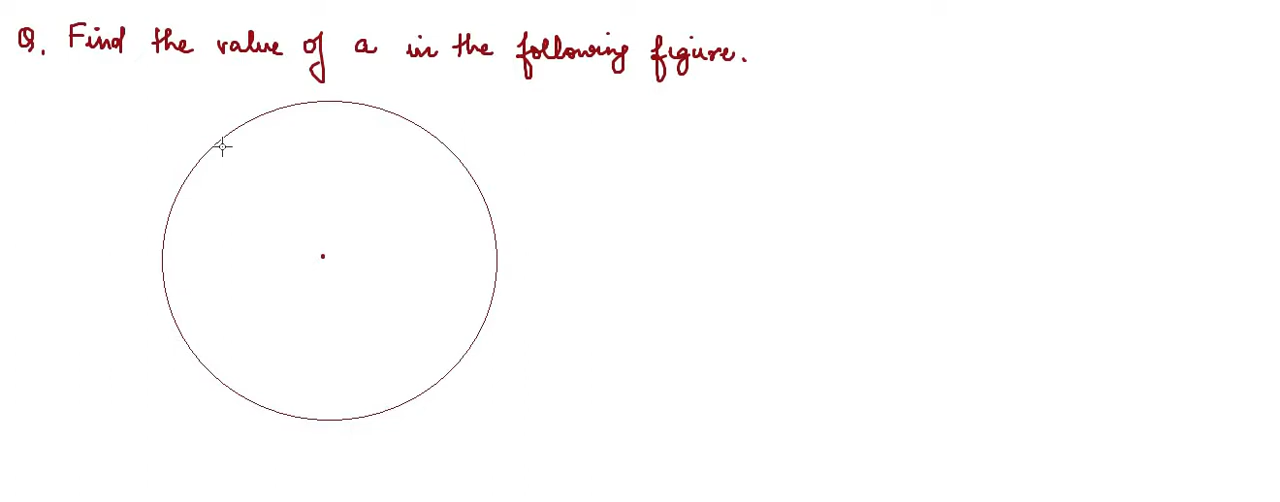 Q. Find the value of a in the following figure.